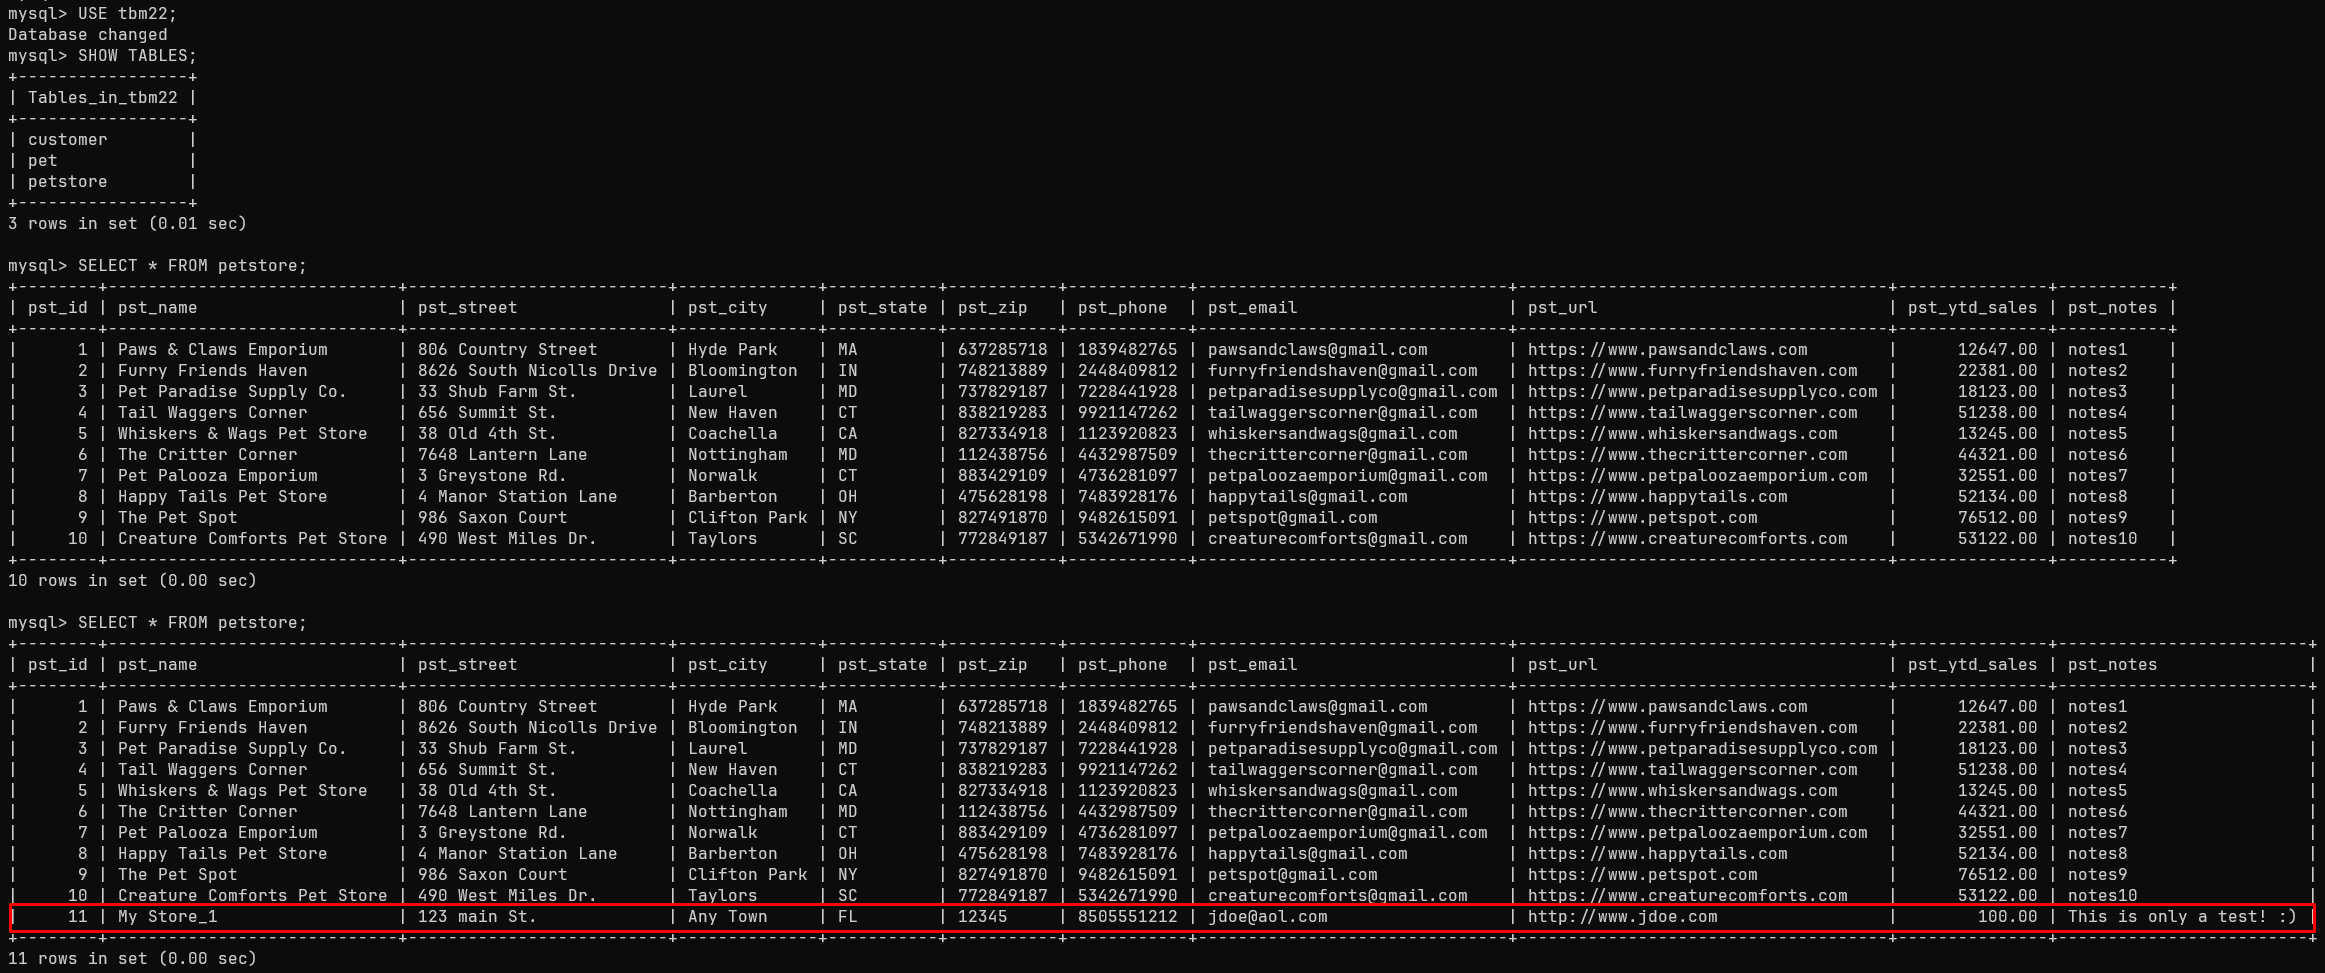 mysql> USE tbm22;
Database changed
mysql> SHOW TABLES;
+-----------------+
| Tables_in_tbm22 |
+-----------------+
| customer        |
| pet             |
| petstore        |
+-----------------+
3 rows in set (0.01 sec)

mysql> SELECT * FROM petstore;
+--------+-----------------------------+--------------------------+--------------+-----------+-----------+------------+-------------------------------+-------------------------------------+---------------+-----------+
| pst_id | pst_name                    | pst_street               | pst_city     | pst_state | pst_zip   | pst_phone  | pst_email                     | pst_url                             | pst_ytd_sales | pst_notes |
+--------+-----------------------------+--------------------------+--------------+-----------+-----------+------------+-------------------------------+-------------------------------------+---------------+-----------+
|      1 | Paws & Claws Emporium       | 806 Country Street       | Hyde Park    | MA        | 637285718 | 1839482765 | pawsandclaws@gmail.com        | https://www.pawsandclaws.com        |      12647.00 | notes1    |
|      2 | Furry Friends Haven         | 8626 South Nicolls Drive | Bloomington  | IN        | 748213889 | 2448409812 | furryfriendshaven@gmail.com   | https://www.furryfriendshaven.com   |      22381.00 | notes2    |
|      3 | Pet Paradise Supply Co.     | 33 Shub Farm St.         | Laurel       | MD        | 737829187 | 7228441928 | petparadisesupplyco@gmail.com | https://www.petparadisesupplyco.com |      18123.00 | notes3    |
|      4 | Tail Waggers Corner         | 656 Summit St.           | New Haven    | CT        | 838219283 | 9921147262 | tailwaggerscorner@gmail.com   | https://www.tailwaggerscorner.com   |      51238.00 | notes4    |
|      5 | Whiskers & Wags Pet Store   | 38 Old 4th St.           | Coachella    | CA        | 827334918 | 1123920823 | whiskersandwags@gmail.com     | https://www.whiskersandwags.com     |      13245.00 | notes5    |
|      6 | The Critter Corner          | 7648 Lantern Lane        | Nottingham   | MD        | 112438756 | 4432987509 | thecrittercorner@gmail.com    | https://www.thecrittercorner.com    |      44321.00 | notes6    |
|      7 | Pet Palooza Emporium        | 3 Greystone Rd.          | Norwalk      | CT        | 883429109 | 4736281097 | petpaloozaemporium@gmail.com  | https://www.petpaloozaemporium.com  |      32551.00 | notes7    |
|      8 | Happy Tails Pet Store       | 4 Manor Station Lane     | Barberton    | OH        | 475628198 | 7483928176 | happytails@gmail.com          | https://www.happytails.com          |      52134.00 | notes8    |
|      9 | The Pet Spot                | 986 Saxon Court          | Clifton Park | NY        | 827491870 | 9482615091 | petspot@gmail.com             | https://www.petspot.com             |      76512.00 | notes9    |
|     10 | Creature Comforts Pet Store | 490 West Miles Dr.       | Taylors      | SC        | 772849187 | 5342671990 | creaturecomforts@gmail.com    | https://www.creaturecomforts.com    |      53122.00 | notes10   |
+--------+-----------------------------+--------------------------+--------------+-----------+-----------+------------+-------------------------------+-------------------------------------+---------------+-----------+
10 rows in set (0.00 sec)

mysql> SELECT * FROM petstore;
+--------+-----------------------------+--------------------------+--------------+-----------+-----------+------------+-------------------------------+-------------------------------------+---------------+-------------------------+
| pst_id | pst_name                    | pst_street               | pst_city     | pst_state | pst_zip   | pst_phone  | pst_email                     | pst_url                             | pst_ytd_sales | pst_notes               |
+--------+-----------------------------+--------------------------+--------------+-----------+-----------+------------+-------------------------------+-------------------------------------+---------------+-------------------------+
|      1 | Paws & Claws Emporium       | 806 Country Street       | Hyde Park    | MA        | 637285718 | 1839482765 | pawsandclaws@gmail.com        | https://www.pawsandclaws.com        |      12647.00 | notes1                  |
|      2 | Furry Friends Haven         | 8626 South Nicolls Drive | Bloomington  | IN        | 748213889 | 2448409812 | furryfriendshaven@gmail.com   | https://www.furryfriendshaven.com   |      22381.00 | notes2                  |
|      3 | Pet Paradise Supply Co.     | 33 Shub Farm St.         | Laurel       | MD        | 737829187 | 7228441928 | petparadisesupplyco@gmail.com | https://www.petparadisesupplyco.com |      18123.00 | notes3                  |
|      4 | Tail Waggers Corner         | 656 Summit St.           | New Haven    | CT        | 838219283 | 9921147262 | tailwaggerscorner@gmail.com   | https://www.tailwaggerscorner.com   |      51238.00 | notes4                  |
|      5 | Whiskers & Wags Pet Store   | 38 Old 4th St.           | Coachella    | CA        | 827334918 | 1123920823 | whiskersandwags@gmail.com     | https://www.whiskersandwags.com     |      13245.00 | notes5                  |
|      6 | The Critter Corner          | 7648 Lantern Lane        | Nottingham   | MD        | 112438756 | 4432987509 | thecrittercorner@gmail.com    | https://www.thecrittercorner.com    |      44321.00 | notes6                  |
|      7 | Pet Palooza Emporium        | 3 Greystone Rd.          | Norwalk      | CT        | 883429109 | 4736281097 | petpaloozaemporium@gmail.com  | https://www.petpaloozaemporium.com  |      32551.00 | notes7                  |
|      8 | Happy Tails Pet Store       | 4 Manor Station Lane     | Barberton    | OH        | 475628198 | 7483928176 | happytails@gmail.com          | https://www.happytails.com          |      52134.00 | notes8                  |
|      9 | The Pet Spot                | 986 Saxon Court          | Clifton Park | NY        | 827491870 | 9482615091 | petspot@gmail.com             | https://www.petspot.com             |      76512.00 | notes9                  |
|     10 | Creature Comforts Pet Store | 490 West Miles Dr.       | Taylors      | SC        | 772849187 | 5342671990 | creaturecomforts@gmail.com    | https://www.creaturecomforts.com    |      53122.00 | notes10                 |
|     11 | My Store_1                  | 123 main St.             | Any Town     | FL        | 12345     | 8505551212 | jdoe@aol.com                  | http://www.jdoe.com                 |        100.00 | This is only a test! :) |
+--------+-----------------------------+--------------------------+--------------+-----------+-----------+------------+-------------------------------+-------------------------------------+---------------+-------------------------+
11 rows in set (0.00 sec)